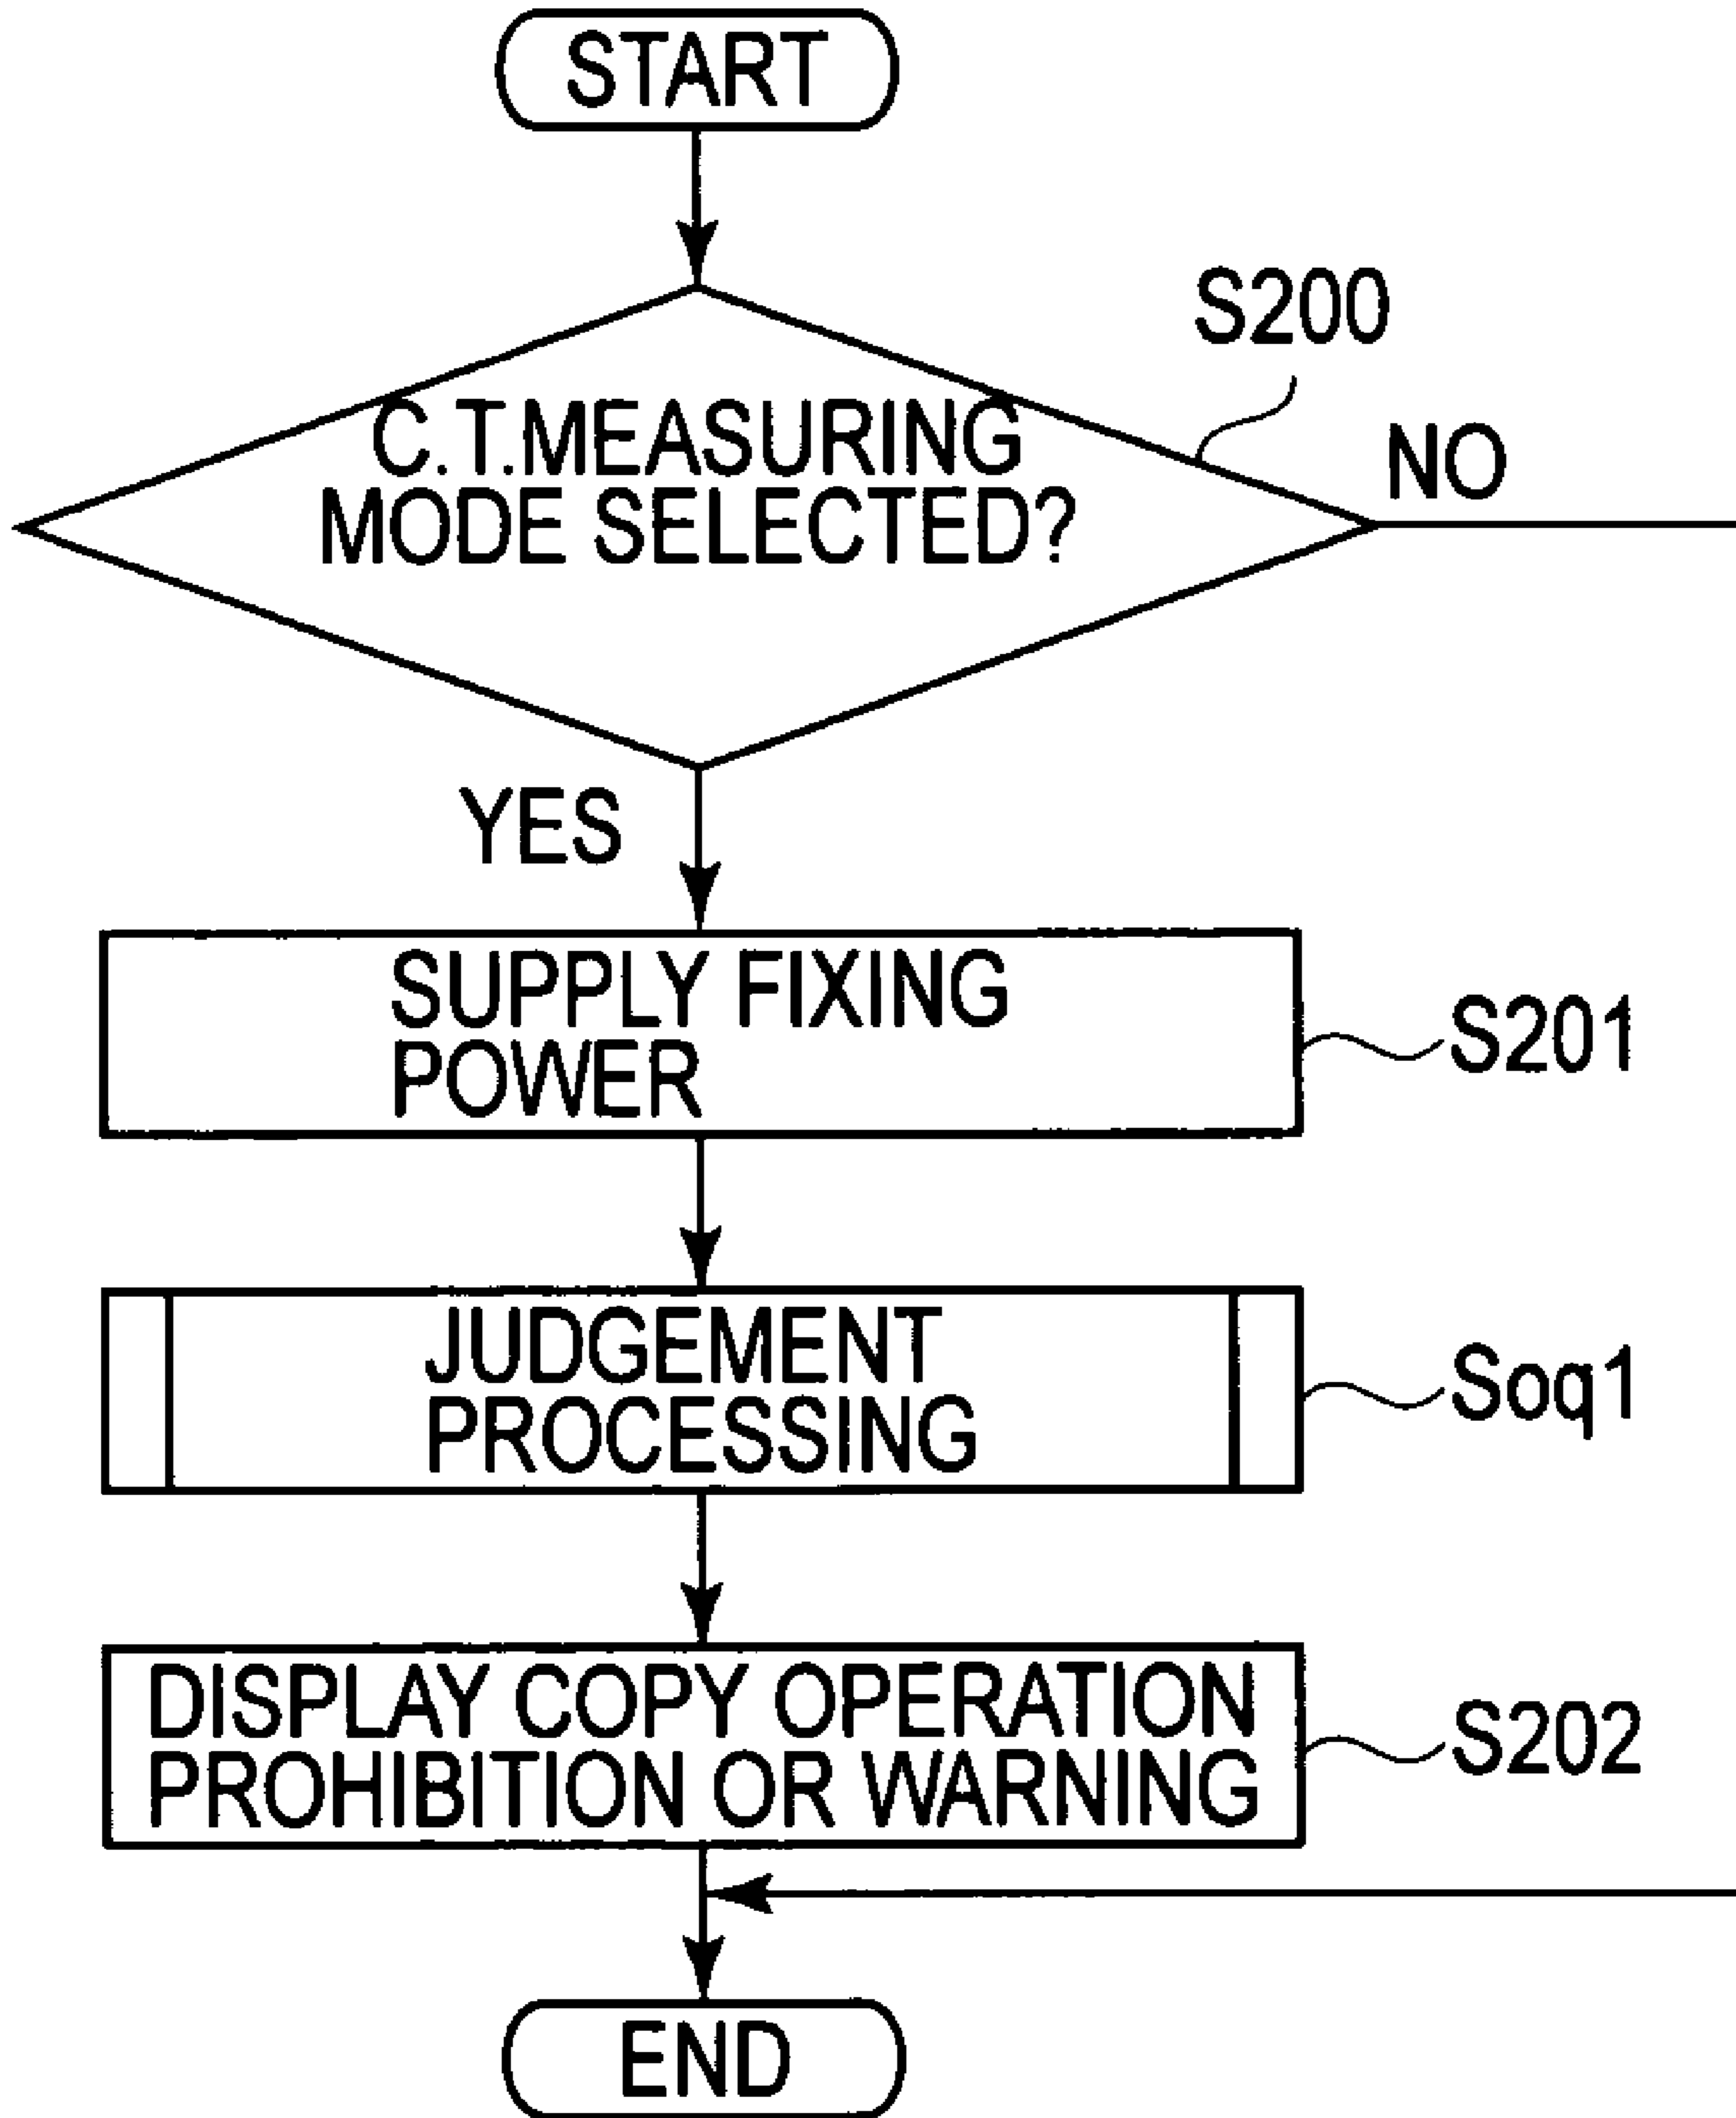 START
S200
C.T.MEASURING
MODE SELECTED?
NO
YES
SUPPLY FIXING
POWER
S201
JUDGEMENT
PROCESSING
Soq1
DISPLAY COPY OPERATION
PROHIBITION OR WARNING
S202
END